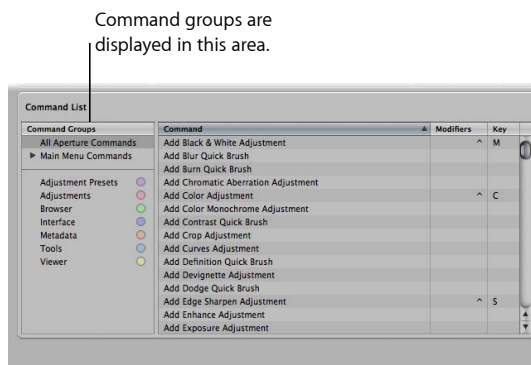 Command groups are
displayed in this area.
Command List
Command Groups
All Aperture Commands
Main Menu Commands
Adjustment Presets
Adjustments
Browser
Interface
Metadata
Tools
Viewer
Command Modifiers Key
Add Black & White Adjustment ^ M
Add Blur Quick Brush
Add Burn Quick Brush
Add Chromatic Aberration Adjustment
Add Color Adjustment ^ C
Add Color Monochrome Adjustment
Add Contrast Quick Brush
Add Crop Adjustment
Add Curves Adjustment
Add Definition Quick Brush
Add Devignette Adjustment
Add Dodge Quick Brush
Add Edge Sharpen Adjustment ^ S
Add Enhance Adjustment
Add Exposure Adjustment